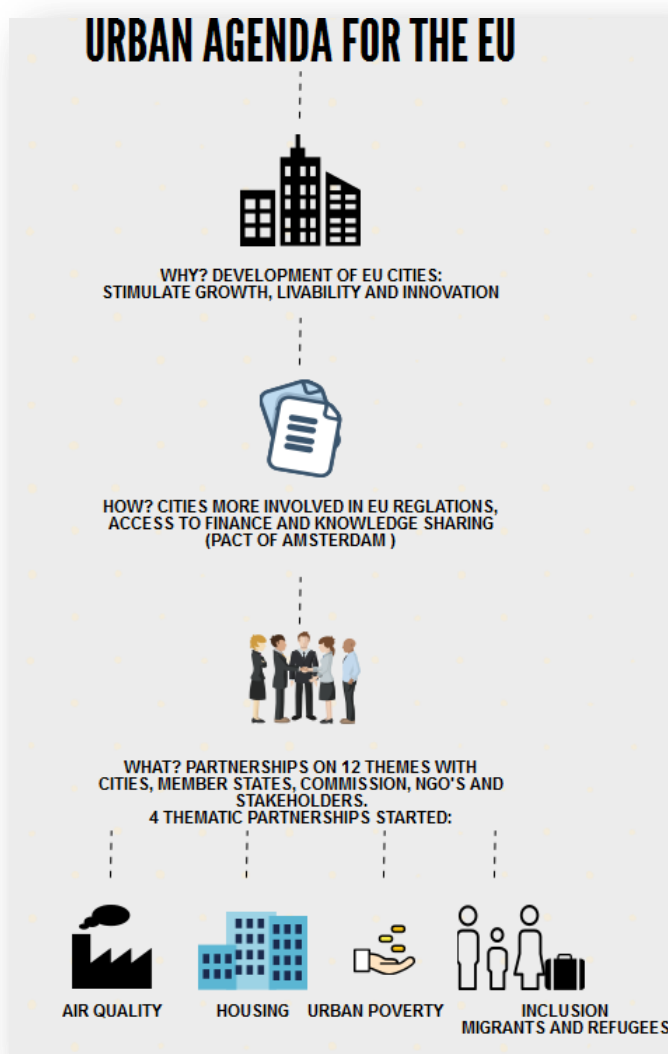 URBAN AGENDA FOR THE EU
WHY? DEVELOPMENT OF EU CITIES:
STIMULATE GROWTH, LIVABILITY AND INNOVATION
HOW? CITIES MORE INVOLVED IN EU REGLATIONS,
ACCESS TO FINANCE AND KNOWLEDGE SHARING
(PACT OF AMSTERDAM )
WHAT? PARTNERSHIPS ON 12 THEMES WITH
CITIES, MEMBER STATES, COMMISSION, NGO'S AND
STAKEHOLDERS.
4 THEMATIC PARTNERSHIPS STARTED:
AIR QUALITY
HOUSING
URBAN POVERTY
INCLUSION
MIGRANTS AND REFUGEES